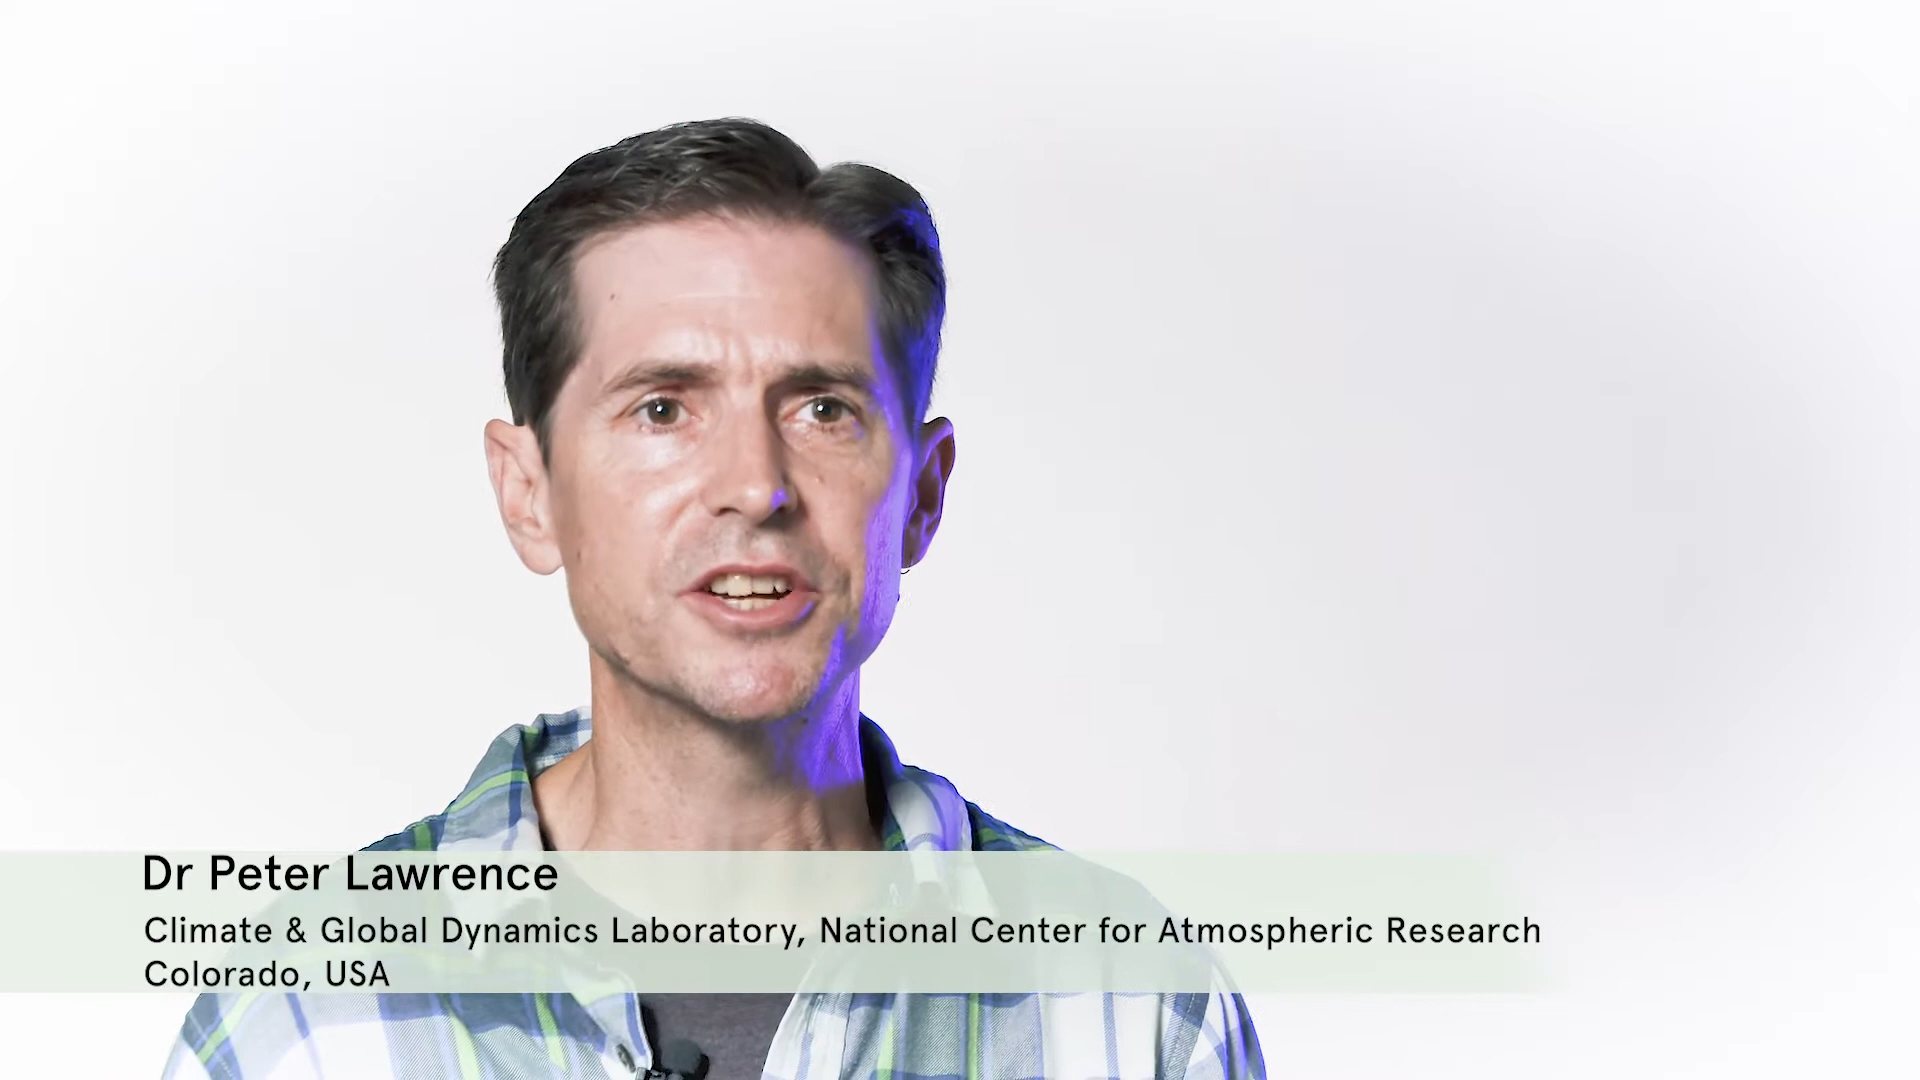 Dr Peter Lawrence
Climate & Global Dynamics Laboratory, National Center for Atmospheric Research
Colorado, USA